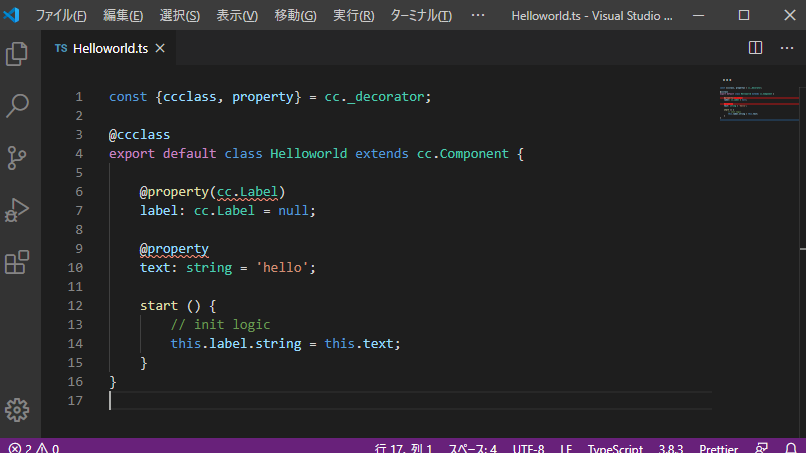 ファイル(F) 編集(E) 選択(S) 表示(V) 移動(G) 実行(R) ターミナル(T) ··· Helloworld.ts - Visual Studio ...
TS Helloworld.ts
1 const {ccclass, property} = cc._decorator;
2
3 @ccclass
4 export default class Helloworld extends cc.Component {
5
6 @property(cc.Label)
7 label: cc.Label = null;
8
9 @property
10 text: string = 'hello';
11
12 start () {
13 // init logic
14 this.label.string = this.text;
15 }
16 }
17
2 0 行 17、列 1 スペース: 4 UTF-8 LF TypeScript 3.8.3 Prettier